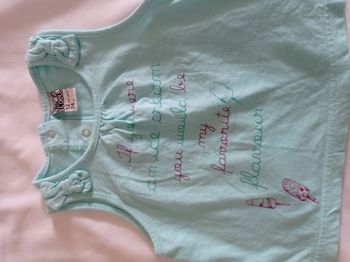 If you were
an ice cream
you would be
my
favorite
flavour